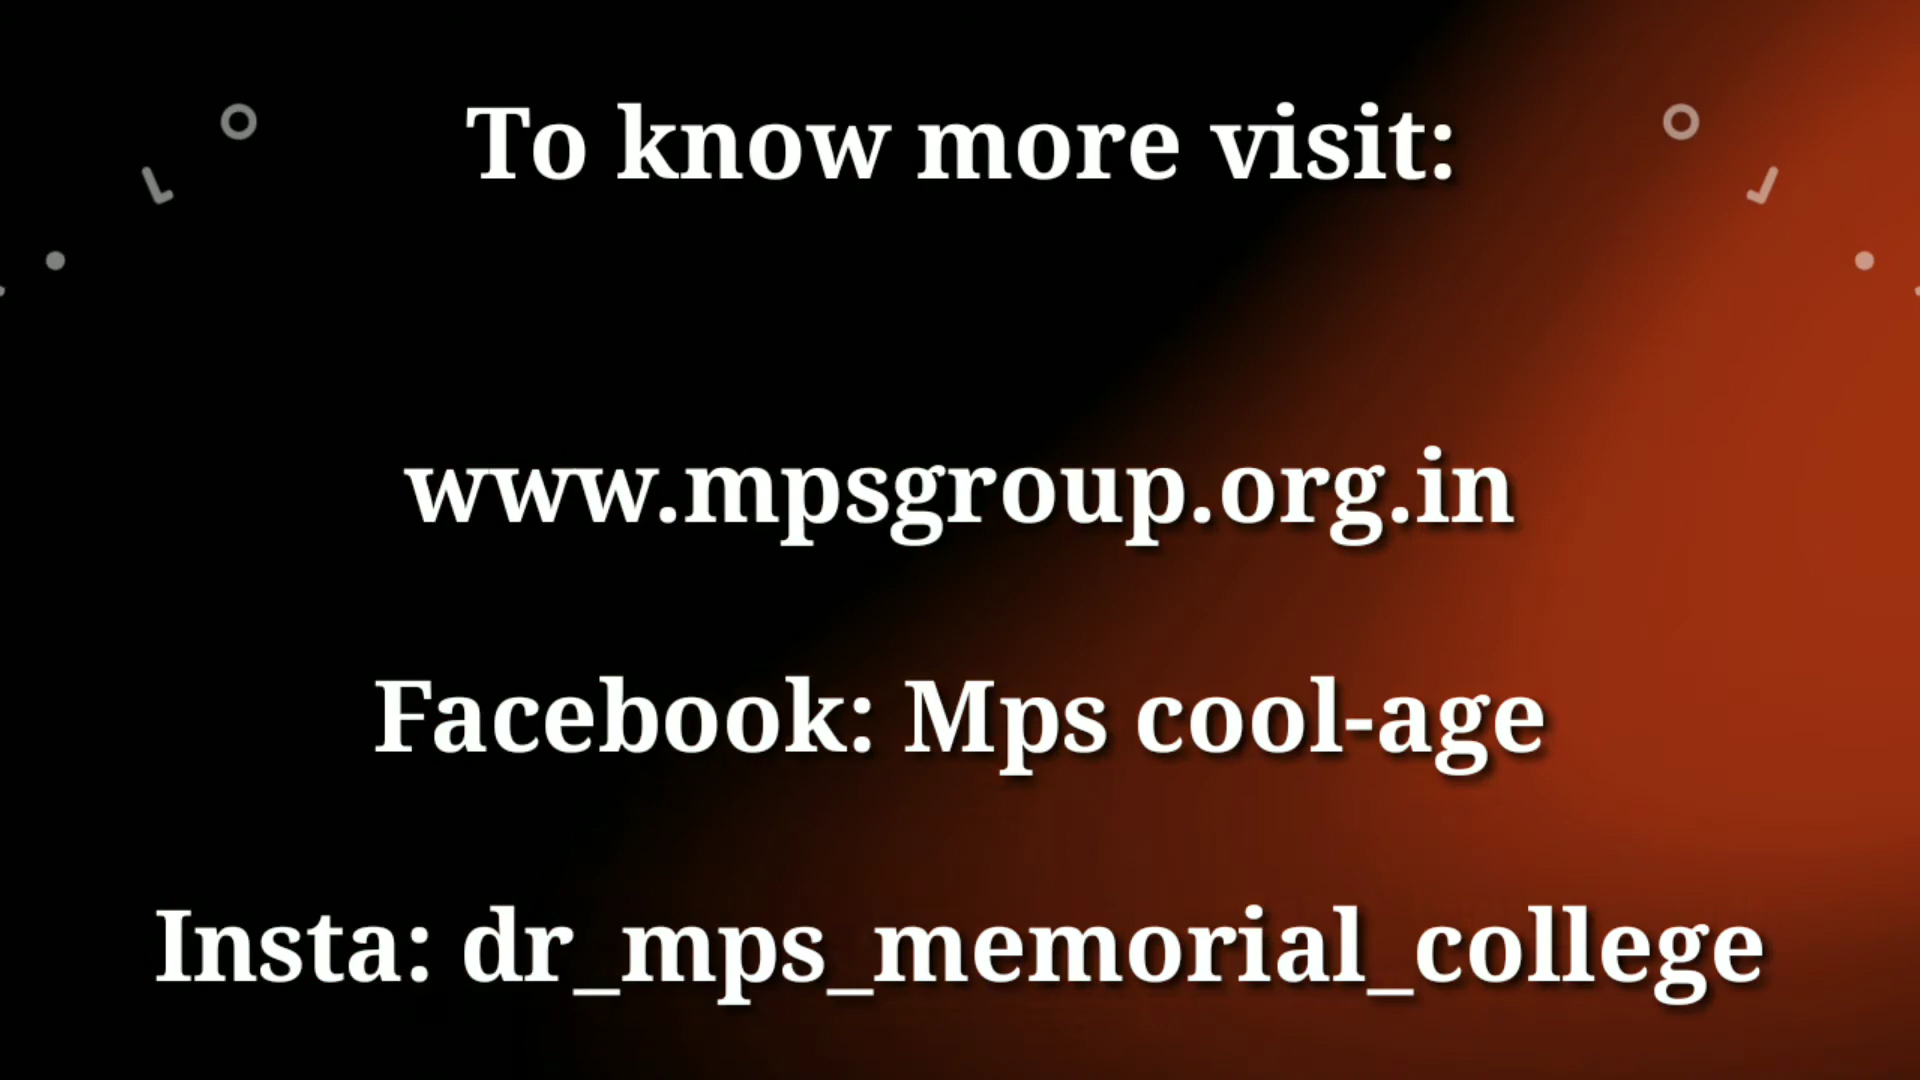 To know more visit:
www.mpsgroup.org.in
Facebook: Mps cool-age
Insta: dr_mps_memorial_college